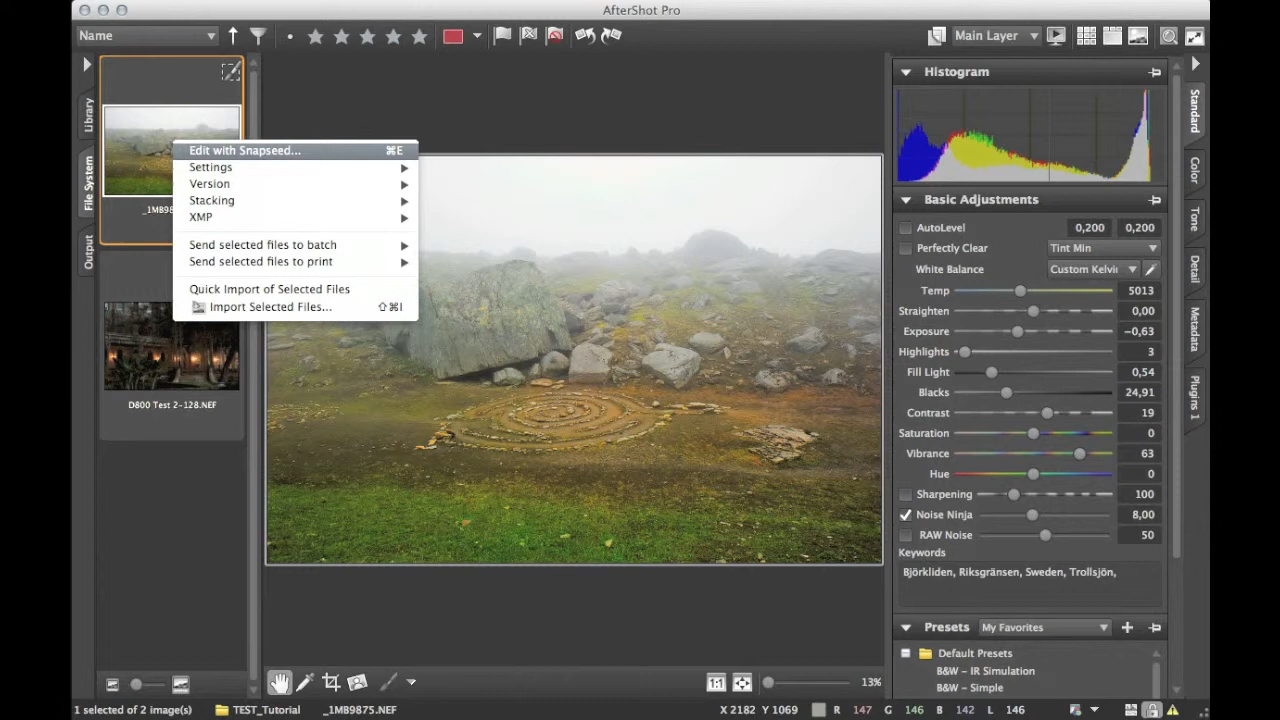 AfterShot Pro
Name
Main Layer
Library
File System
Output
Edit with Snapseed... ⌘E
Settings
Version
Stacking
XMP
Send selected files to batch
Send selected files to print
Quick Import of Selected Files
Import Selected Files... ⇧⌘I
_1MB98
D800 Test 2-128.NEF
Histogram
Basic Adjustments
AutoLevel 0,200 0,200
Perfectly Clear Tint Min
White Balance Custom Kelvi
Temp 5013
Straighten 0,00
Exposure −0,63
Highlights 3
Fill Light 0,54
Blacks 24,91
Contrast 19
Saturation 0
Vibrance 63
Hue 0
Sharpening 100
Noise Ninja 8,00
RAW Noise 50
Keywords
Björkliden, Riksgränsen, Sweden, Trollsjön,
Presets My Favorites
Default Presets
B&W – IR Simulation
B&W – Simple
Standard
Color
Tone
Detail
Metadata
Plugins 1
1:1
13%
1 selected of 2 image(s) TEST_Tutorial _1MB9875.NEF X 2182 Y 1069 R 147 G 146 B 142 L 146